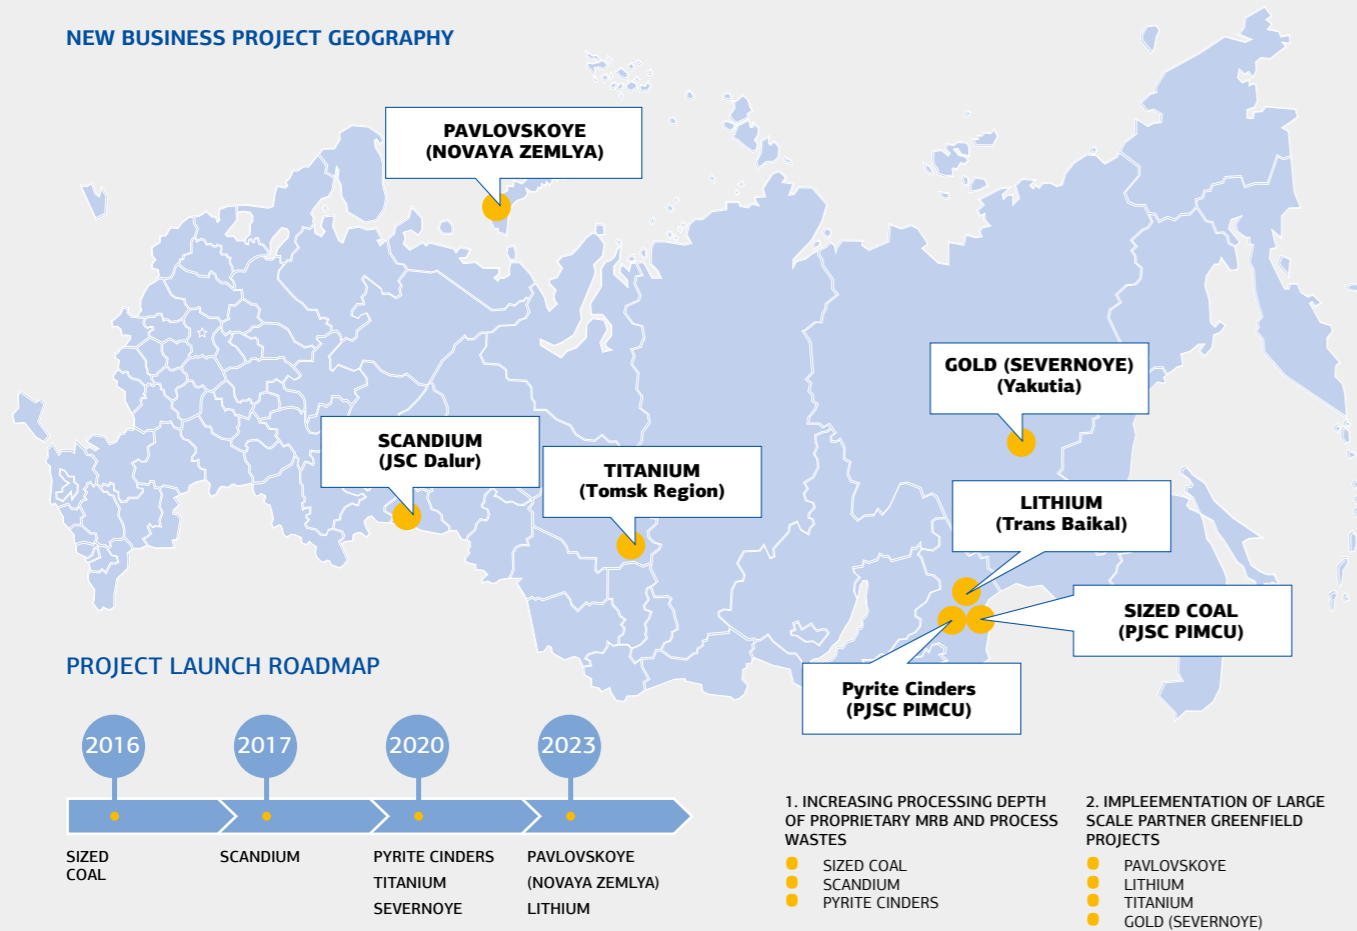 NEW BUSINESS PROJECT GEOGRAPHY
PAVLOVSKOYE
(NOVAYA ZEMLYA)
GOLD (SEVERNOYE)
(Yakutia)
SCANDIUM
(JSC Dalur)
TITANIUM
(Tomsk Region)
LITHIUM
(Trans Baikal)
SIZED COAL
(PJSC PIMCU)
Pyrite Cinders
(PJSC PIMCU)
PROJECT LAUNCH ROADMAP
2016
2017
2020
2023
SIZED
COAL
SCANDIUM
PYRITE CINDERS
TITANIUM
SEVERNOYE
PAVLOVSKOYE
(NOVAYA ZEMLYA)
LITHIUM
1. INCREASING PROCESSING DEPTH
OF PROPRIETARY MRB AND PROCESS
WASTES
SIZED COAL
SCANDIUM
PYRITE CINDERS
2. IMPLEEMENTATION OF LARGE
SCALE PARTNER GREENFIELD
PROJECTS
PAVLOVSKOYE
LITHIUM
TITANIUM
GOLD (SEVERNOYE)